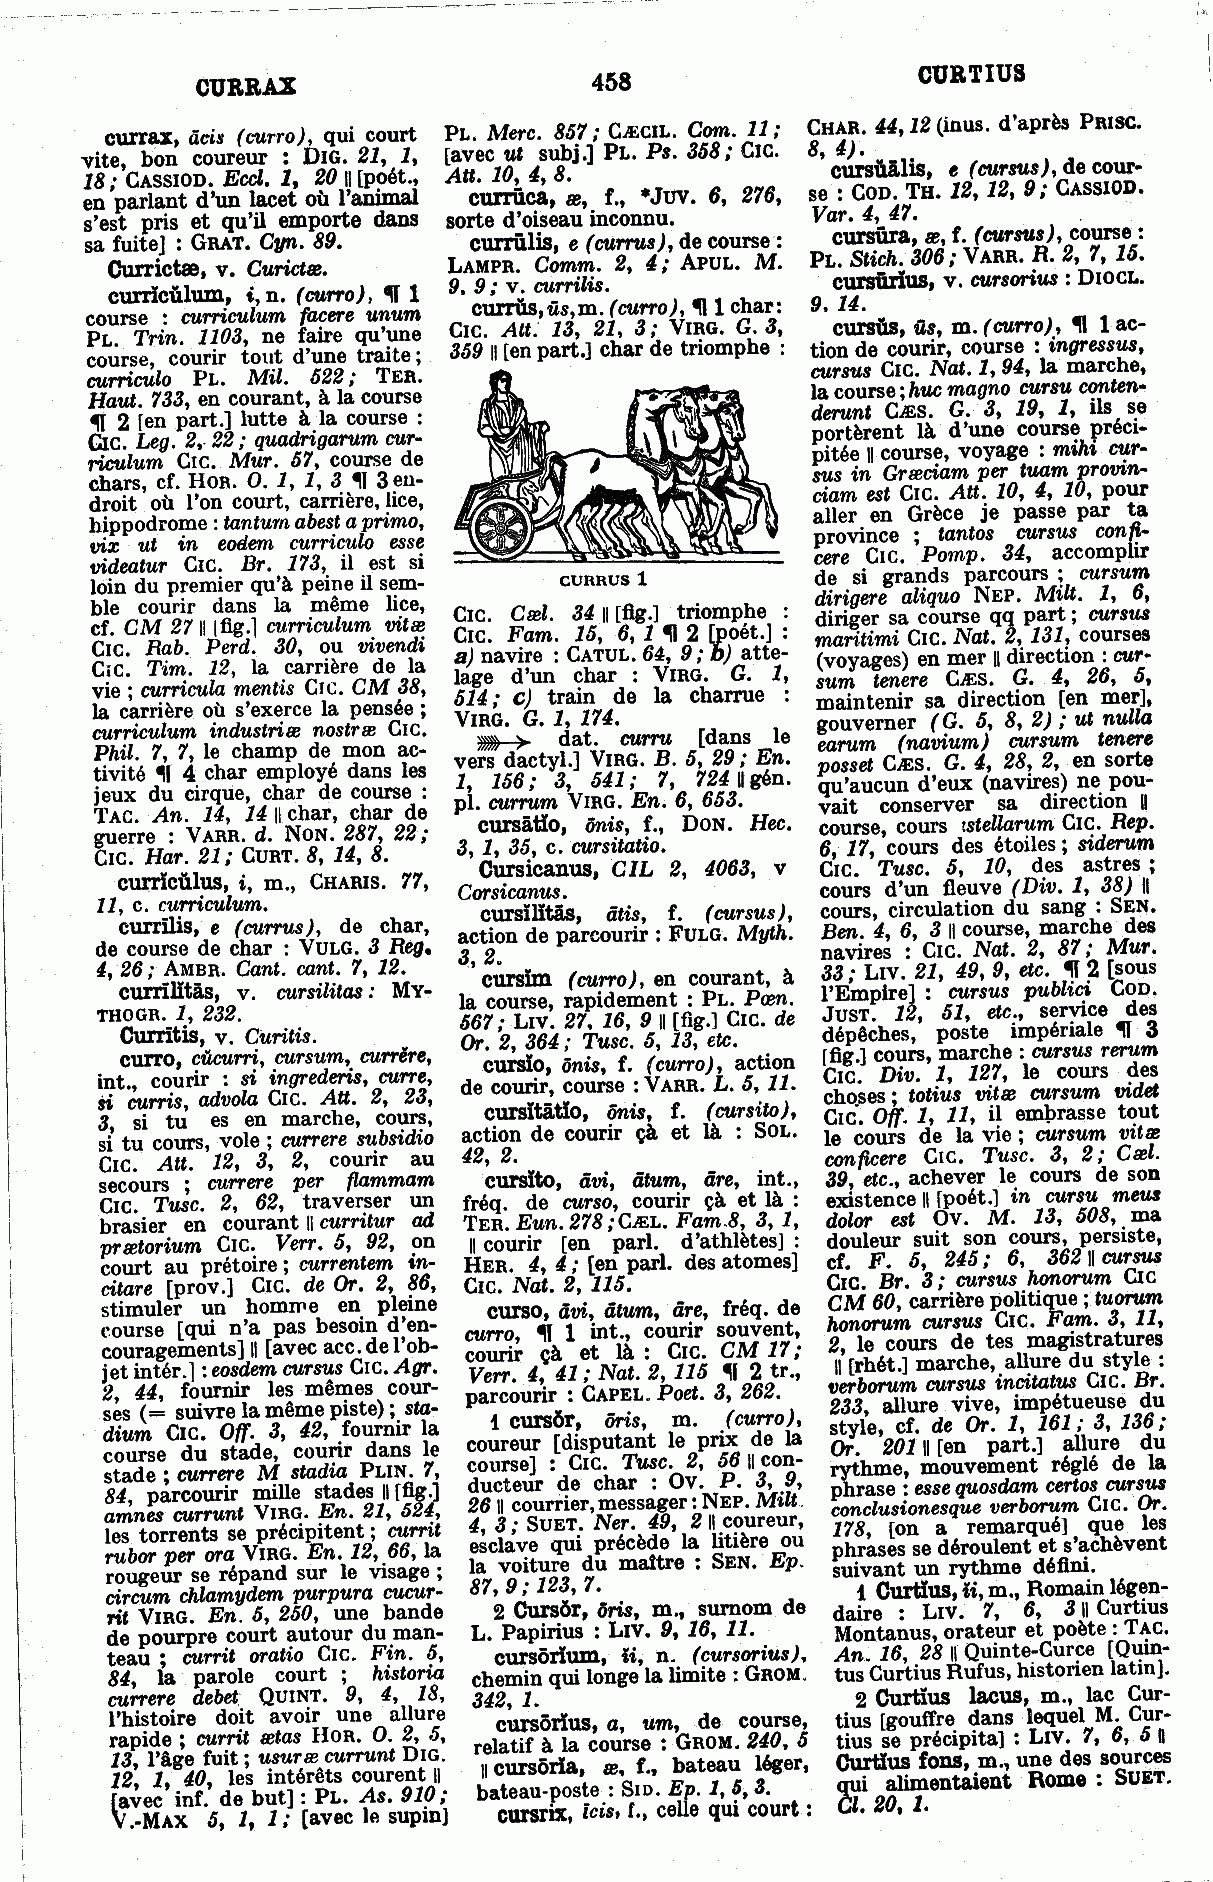 CURRAX
458
CURTIUS
currax, ācis (curro), qui court
vite, bon coureur : DIG. 21, 1,
18 ; CASSIOD. Eccl. 1, 20 || [poét.,
en parlant d'un lacet où l'animal
s'est pris et qu'il emporte dans
sa fuite] : GRAT. Cyn. 89.
Currictæ, v. Curictæ.
currĭcŭlum, i, n. (curro), ¶ 1
course : curriculum facere unum
PL. Trin. 1103, ne faire qu'une
course, courir tout d'une traite ;
curriculo PL. Mil. 522 ; TER.
Haut. 733, en courant, à la course
¶ 2 [en part.] lutte à la course :
CIC. Leg. 2, 22 ; quadrigarum cur-
riculum CIC. Mur. 57, course de
chars, cf. HOR. O. 1, 1, 3 ¶ 3 en-
droit où l'on court, carrière, lice,
hippodrome : tantum abest a primo,
vix ut in eodem curriculo esse
videatur CIC. Br. 173, il est si
loin du premier qu'à peine il sem-
ble courir dans la même lice,
cf. CM 27 || [fig.] curriculum vitæ
CIC. Rab. Perd. 30, ou vivendi
CIC. Tim. 12, la carrière de la
vie ; curricula mentis CIC. CM 38,
la carrière où s'exerce la pensée ;
curriculum industriæ nostræ CIC.
Phil. 7, 7, le champ de mon ac-
tivité ¶ 4 char employé dans les
jeux du cirque, char de course :
TAC. An. 14, 14 || char, char de
guerre : VARR. d. NON. 287, 22 ;
CIC. Har. 21 ; CURT. 8, 14, 8.
currĭcŭlus, i, m., CHARIS. 77,
11, c. curriculum.
currīlis, e (currus), de char,
de course de char : VULG. 3 Reg.
4, 26 ; AMBR. Cant. cant. 7, 12.
currīlĭtās, v. cursilitas : MY-
THOGR. 1, 232.
Currītis, v. Curitis.
curro, cŭcurri, cursum, currĕre,
int., courir : si ingrederis, curre,
si curris, advola CIC. Att. 2, 23,
3, si tu es en marche, cours,
si tu cours, vole ; currere subsidio
CIC. Att. 12, 3, 2, courir au
secours ; currere per flammam
CIC. Tusc. 2, 62, traverser un
brasier en courant || curritur ad
prætorium CIC. Verr. 5, 92, on
court au prétoire ; currentem in-
citare [prov.] CIC. de Or. 2, 86,
stimuler un homme en pleine
course [qui n'a pas besoin d'en-
couragements] || [avec acc. de l'ob-
jet intér.] : eosdem cursus CIC. Agr.
2, 44, fournir les mêmes cour-
ses (= suivre la même piste) ; sta-
dium CIC. Off. 3, 42, fournir la
course du stade, courir dans le
stade ; currere M stadia PLIN. 7,
84, parcourir mille stades || [fig.]
amnes currunt VIRG. En. 21, 524,
les torrents se précipitent ; currit
rubor per ora VIRG. En. 12, 66, la
rougeur se répand sur le visage ;
circum chlamydem purpura cucur-
rit VIRG. En. 5, 250, une bande
de pourpre court autour du man-
teau ; currit oratio CIC. Fin. 5,
84, la parole court ; historia
currere debet QUINT. 9, 4, 18,
l'histoire doit avoir une allure
rapide ; currit ætas HOR. O. 2, 5,
13, l'âge fuit ; usuræ currunt DIG.
12, 1, 40, les intérêts courent ||
[avec inf. de but] : PL. As. 910 ;
V.-MAX 5, 1, 1 ; [avec le supin]
PL. Merc. 857 ; CÆCIL. Com. 11 ;
[avec ut subj.] PL. Ps. 358 ; CIC.
Att. 10, 4, 8.
currūca, æ, f., *JUV. 6, 276,
sorte d'oiseau inconnu.
currūlis, e (currus), de course :
LAMPR. Comm. 2, 4 ; APUL. M.
9, 9 ; v. currilis.
currŭs, ūs, m. (curro), ¶ 1 char :
CIC. Att. 13, 21, 3 ; VIRG. G. 3,
359 || [en part.] char de triomphe :
CURRUS 1
CIC. Cæl. 34 || [fig.] triomphe :
CIC. Fam. 15, 6, 1 ¶ 2 [poét.] :
a) navire : CATUL. 64, 9 ; b) atte-
lage d'un char : VIRG. G. 1,
514 ; c) train de la charrue :
VIRG. G. 1, 174.
dat. curru [dans le
vers dactyl.] VIRG. B. 5, 29 ; En.
1, 156 ; 3, 541 ; 7, 724 || gén.
pl. currum VIRG. En. 6, 653.
cursātĭo, ōnis, f., DON. Hec.
3, 1, 35, c. cursitatio.
Cursicanus, CIL 2, 4063, v
Corsicanus.
cursĭlĭtās, ātis, f. (cursus),
action de parcourir : FULG. Myth.
3, 2.
cursim (curro), en courant, à
la course, rapidement : PL. Pœn.
567 ; LIV. 27, 16, 9 || [fig.] CIC. de
Or. 2, 364 ; Tusc. 5, 13, etc.
cursĭo, ōnis, f. (curro), action
de courir, course : VARR. L. 5, 11.
cursĭtātĭo, ōnis, f. (cursito),
action de courir çà et là : SOL.
42, 2.
cursĭto, āvi, ātum, āre, int.,
fréq. de curso, courir çà et là :
TER. Eun. 278 ; CÆL. Fam. 8, 3, 1,
|| courir [en parl. d'athlètes] :
HER. 4, 4 ; [en parl. des atomes]
CIC. Nat. 2, 115.
curso, āvi, ātum, āre, fréq. de
curro, ¶ 1 int., courir souvent,
courir çà et là : CIC. CM 17 ;
Verr. 4, 41 ; Nat. 2, 115 ¶ 2 tr.,
parcourir : CAPEL. Poet. 3, 262.
1 cursŏr, ōris, m. (curro),
coureur [disputant le prix de la
course] : CIC. Tusc. 2, 56 || con-
ducteur de char : OV. P. 3, 9,
26 || courrier, messager : NEP. Milt.
4, 3 ; SUET. Ner. 49, 2 || coureur,
esclave qui précède la litière ou
la voiture du maître : SEN. Ep.
87, 9 ; 123, 7.
2 Cursŏr, ōris, m., surnom de
L. Papirius : LIV. 9, 16, 11.
cursōrĭum, ĭi, n. (cursorius),
chemin qui longe la limite : GROM.
342, 1.
cursōrĭus, a, um, de course,
relatif à la course : GROM. 240, 5
|| cursōrĭa, æ, f., bateau léger,
bateau-poste : SID. Ep. 1, 5, 3.
cursrix, īcis, f., celle qui court :
CHAR. 44, 12 (inus. d'après PRISC.
8, 4).
cursŭālis, e (cursus), de cour-
se : COD. TH. 12, 12, 9 ; CASSIOD.
Var. 4, 47.
cursūra, æ, f. (cursus), course :
PL. Stich. 306 ; VARR. R. 2, 7, 15.
cursūrĭus, v. cursorius : DIOCL.
9, 14.
cursŭs, ūs, m. (curro), ¶ 1 ac-
tion de courir, course : ingressus,
cursus CIC. Nat. 1, 94, la marche,
la course ; huc magno cursu conten-
derunt CÆS. G. 3, 19, 1, ils se
portèrent là d'une course préci-
pitée || course, voyage : mihi cur-
sus in Græciam per tuam provin-
ciam est CIC. Att. 10, 4, 10, pour
aller en Grèce je passe par ta
province ; tantos cursus confi-
cere CIC. Pomp. 34, accomplir
de si grands parcours ; cursum
dirigere aliquo NEP. Milt. 1, 6,
diriger sa course qq part ; cursus
maritimi CIC. Nat. 2, 131, courses
(voyages) en mer || direction : cur-
sum tenere CÆS. G. 4, 26, 5,
maintenir sa direction [en mer],
gouverner (G. 5, 8, 2) ; ut nulla
earum (navium) cursum tenere
posset CÆS. G. 4, 28, 2, en sorte
qu'aucun d'eux (navires) ne pou-
vait conserver sa direction ||
course, cours : stellarum CIC. Rep.
6, 17, cours des étoiles ; siderum
CIC. Tusc. 5, 10, des astres ;
cours d'un fleuve (Div. 1, 38) ||
cours, circulation du sang : SEN.
Ben. 4, 6, 3 || course, marche des
navires : CIC. Nat. 2, 87 ; Mur.
33 ; LIV. 21, 49, 9, etc. ¶ 2 [sous
l'Empire] : cursus publici COD.
JUST. 12, 51, etc., service des
dépêches, poste impériale ¶ 3
[fig.] cours, marche : cursus rerum
CIC. Div. 1, 127, le cours des
choses ; totius vitæ cursum videt
CIC. Off. 1, 11, il embrasse tout
le cours de la vie ; cursum vitæ
conficere CIC. Tusc. 3, 2 ; Cæl.
39, etc., achever le cours de son
existence || [poét.] in cursu meus
dolor est OV. M. 13, 508, ma
douleur suit son cours, persiste,
cf. F. 5, 245 ; 6, 362 || cursus
CIC. Br. 3 ; cursus honorum CIC
CM 60, carrière politique ; tuorum
honorum cursus CIC. Fam. 3, 11,
2, le cours de tes magistratures
|| [rhét.] marche, allure du style :
verborum cursus incitatus CIC. Br.
233, allure vive, impétueuse du
style, cf. de Or. 1, 161 ; 3, 136 ;
Or. 201 || [en part.] allure du
rythme, mouvement réglé de la
phrase : esse quosdam certos cursus
conclusionesque verborum CIC. Or.
178, [on a remarqué] que les
phrases se déroulent et s'achèvent
suivant un rythme défini.
1 Curtĭus, ĭi, m., Romain légen-
daire : LIV. 7, 6, 3 || Curtius
Montanus, orateur et poète : TAC.
An. 16, 28 || Quinte-Curce [Quin-
tus Curtius Rufus, historien latin].
2 Curtĭus lacus, m., lac Cur-
tius [gouffre dans lequel M. Cur-
tius se précipita] : LIV. 7, 6, 5 ||
Curtĭus fons, m., une des sources
qui alimentaient Rome : SUET.
Cl. 20, 1.